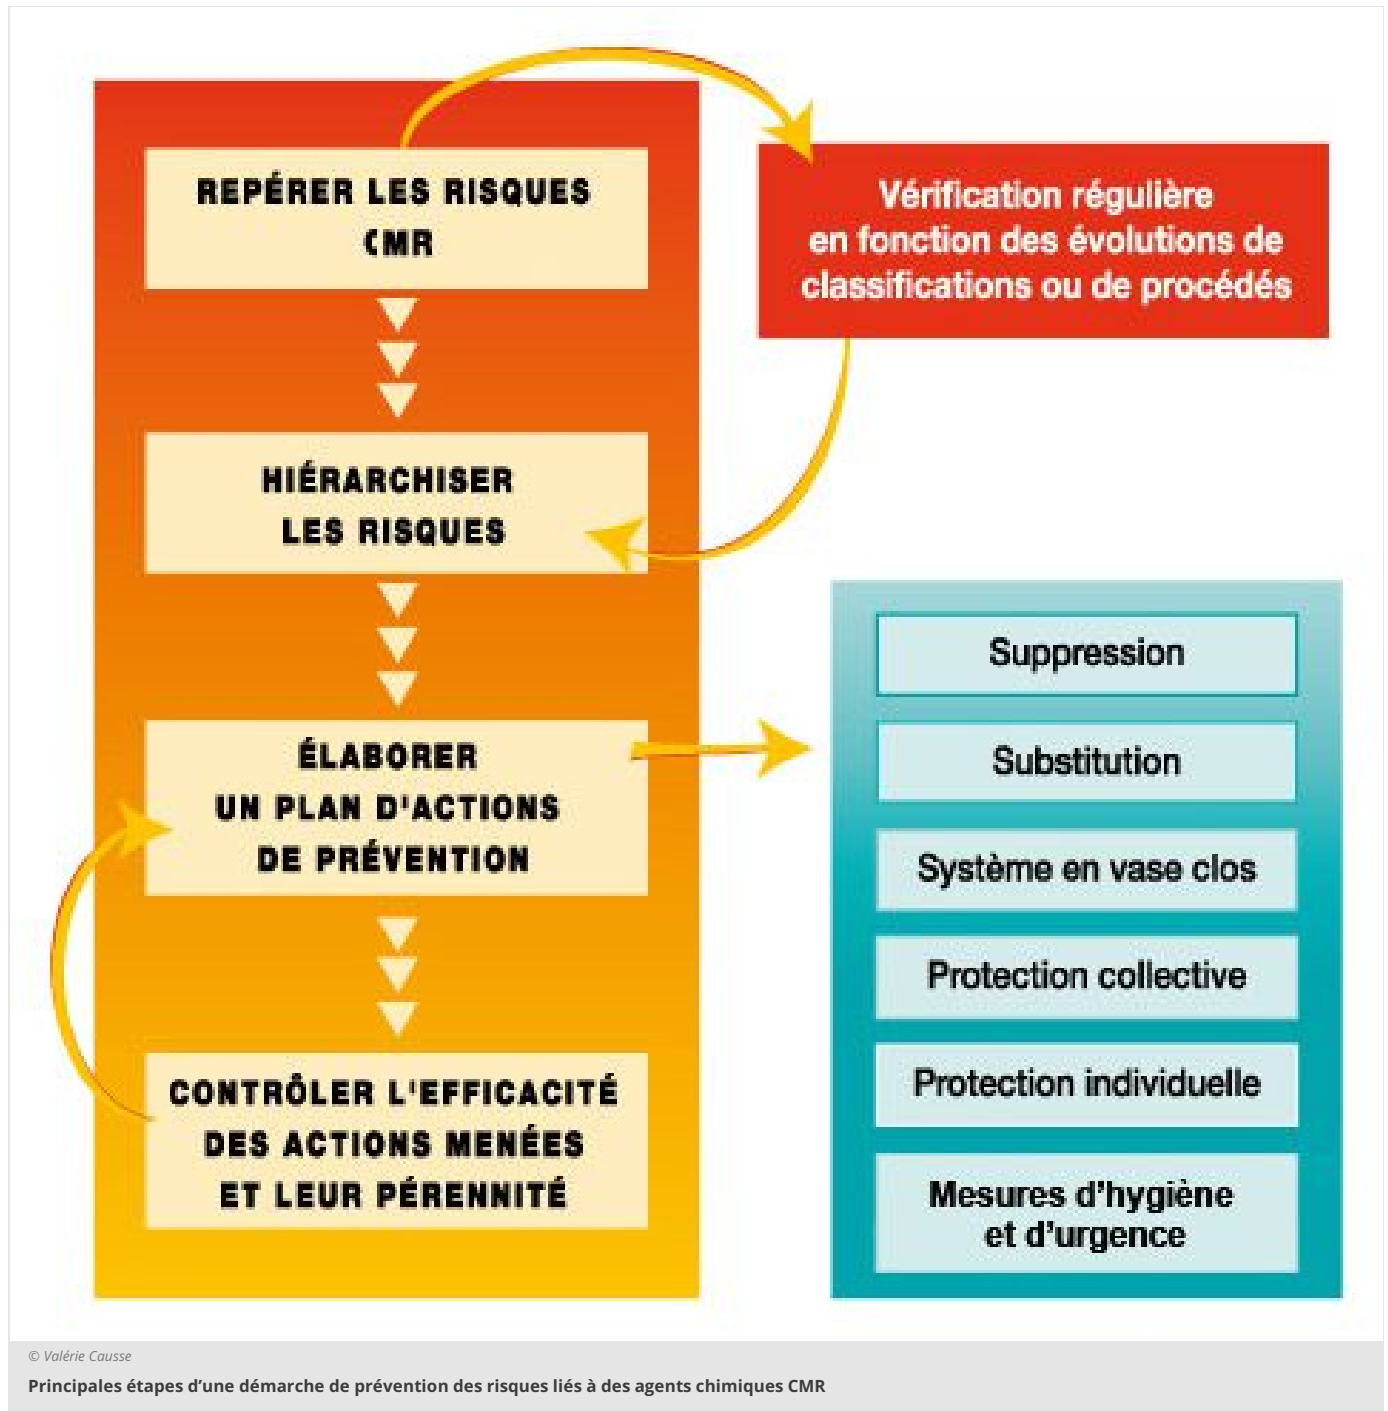 REPÉRER LES RISQUES
CMR
Vérification régulière
en fonction des évolutions de
classifications ou de procédés
HIÉRARCHISER
LES RISQUES
ÉLABORER
UN PLAN D'ACTIONS
DE PRÉVENTION
CONTRÔLER L'EFFICACITÉ
DES ACTIONS MENÉES
ET LEUR PÉRENNITÉ
Suppression
Substitution
Système en vase clos
Protection collective
Protection individuelle
Mesures d’hygiène
et d’urgence
© Valérie Causse
Principales étapes d’une démarche de prévention des risques liés à des agents chimiques CMR